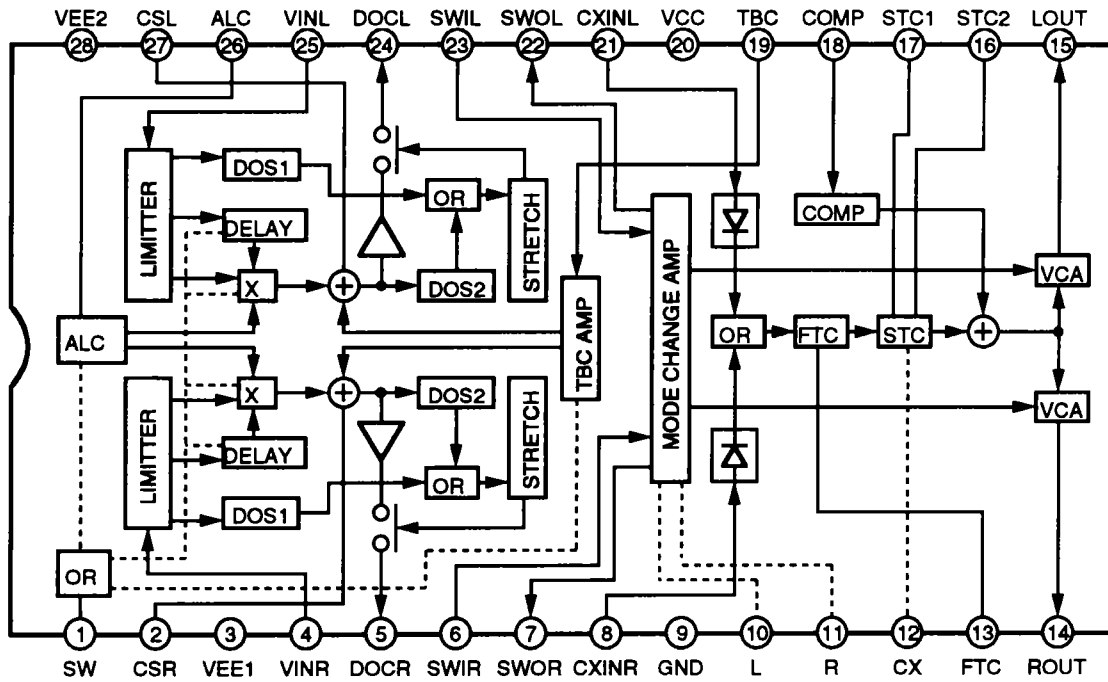 VEE2 CSL ALC VINL DOCL SWIL SWOL CXINL VCC TBC COMP STC1 STC2 LOUT
28 27 26 25 24 23 22 21 20 19 18 17 16 15
LIMITTER
DOS1
DELAY
X
+
OR
DOS2
STRETCH
TBC AMP
MODE CHANGE AMP
COMP
VCA
ALC
OR
FTC
STC
+
LIMITTER
X
DELAY
DOS1
+
DOS2
OR
STRETCH
VCA
OR
1 2 3 4 5 6 7 8 9 10 11 12 13 14
SW CSR VEE1 VINR DOCR SWIR SWOR CXINR GND L R CX FTC ROUT